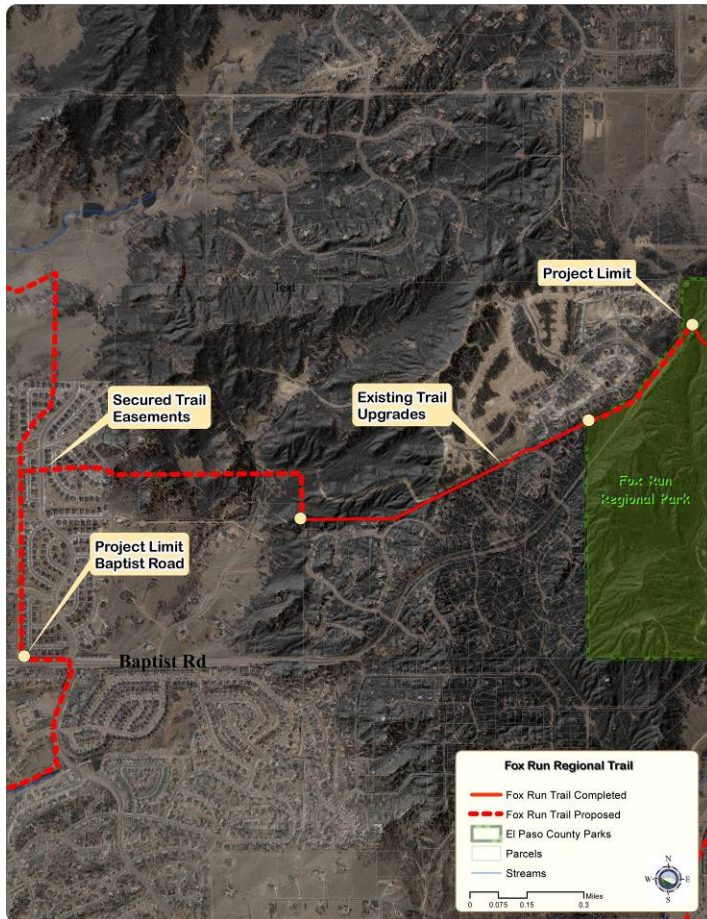 Text
Project Limit
Secured Trail
Easements
Existing Trail
Upgrades
Fox Run
Regional Park
Project Limit
Baptist Road
Baptist Rd
Fox Run Regional Trail
Fox Run Trail Completed
Fox Run Trail Proposed
El Paso County Parks
Parcels
Streams
N
W
E
S
Miles
0 0.075 0.15 0.3